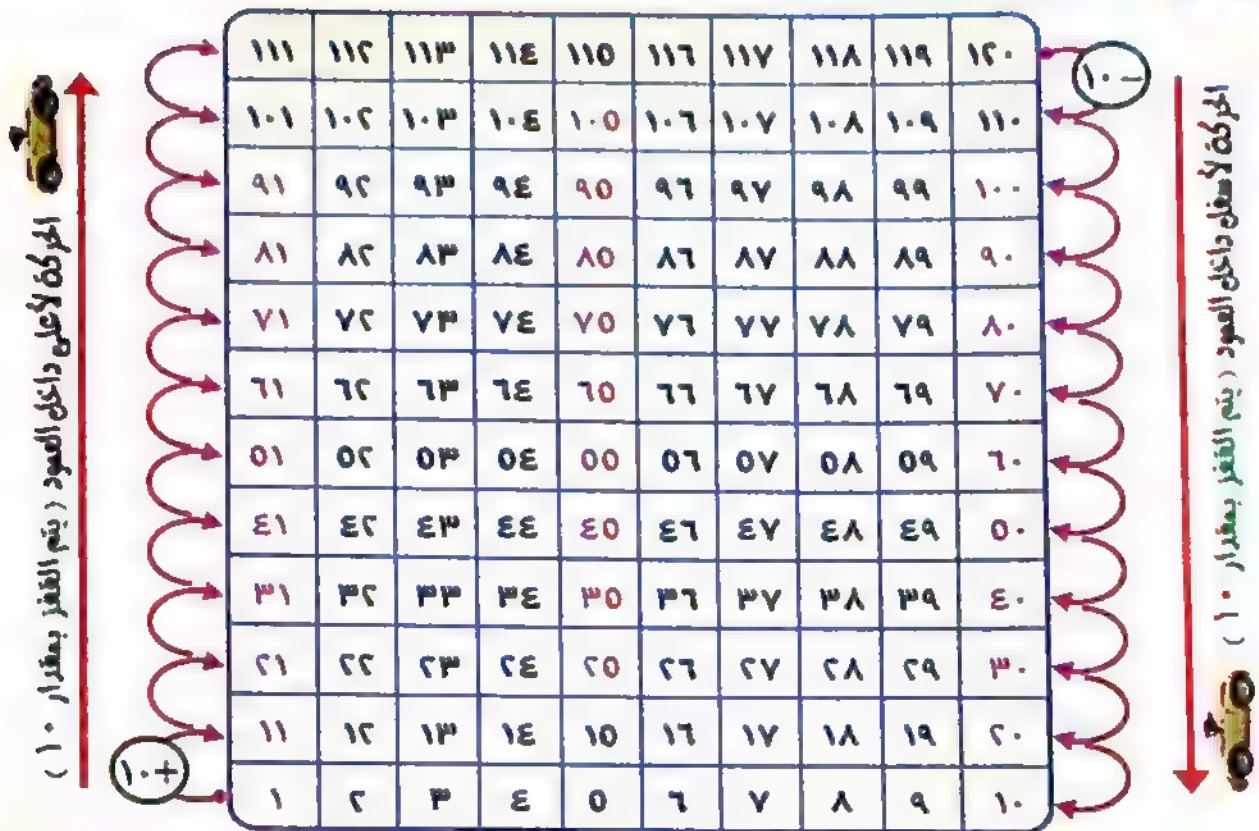 ١١١ ١١٢ ١١٣ ١١٤ ١١٥ ١١٦ ١١٧ ١١٨ ١١٩ ١٢٠
١٠١ ١٠٢ ١٠٣ ١٠٤ ١٠٥ ١٠٦ ١٠٧ ١٠٨ ١٠٩ ١١٠
٩١ ٩٢ ٩٣ ٩٤ ٩٥ ٩٦ ٩٧ ٩٨ ٩٩ ١٠٠
٨١ ٨٢ ٨٣ ٨٤ ٨٥ ٨٦ ٨٧ ٨٨ ٨٩ ٩٠
٧١ ٧٢ ٧٣ ٧٤ ٧٥ ٧٦ ٧٧ ٧٨ ٧٩ ٨٠
٦١ ٦٢ ٦٣ ٦٤ ٦٥ ٦٦ ٦٧ ٦٨ ٦٩ ٧٠
٥١ ٥٢ ٥٣ ٥٤ ٥٥ ٥٦ ٥٧ ٥٨ ٥٩ ٦٠
٤١ ٤٢ ٤٣ ٤٤ ٤٥ ٤٦ ٤٧ ٤٨ ٤٩ ٥٠
٣١ ٣٢ ٣٣ ٣٤ ٣٥ ٣٦ ٣٧ ٣٨ ٣٩ ٤٠
٢١ ٢٢ ٢٣ ٢٤ ٢٥ ٢٦ ٢٧ ٢٨ ٢٩ ٣٠
١١ ١٢ ١٣ ١٤ ١٥ ١٦ ١٧ ١٨ ١٩ ٢٠
١ ٢ ٣ ٤ ٥ ٦ ٧ ٨ ٩ ١٠
١٠-
الحركة لأسفل داخل العمود ( يتم القفز بمقدار ١٠ )
١٠+
الحركة لأعلى داخل العمود ( يتم القفز بمقدار ١٠ )